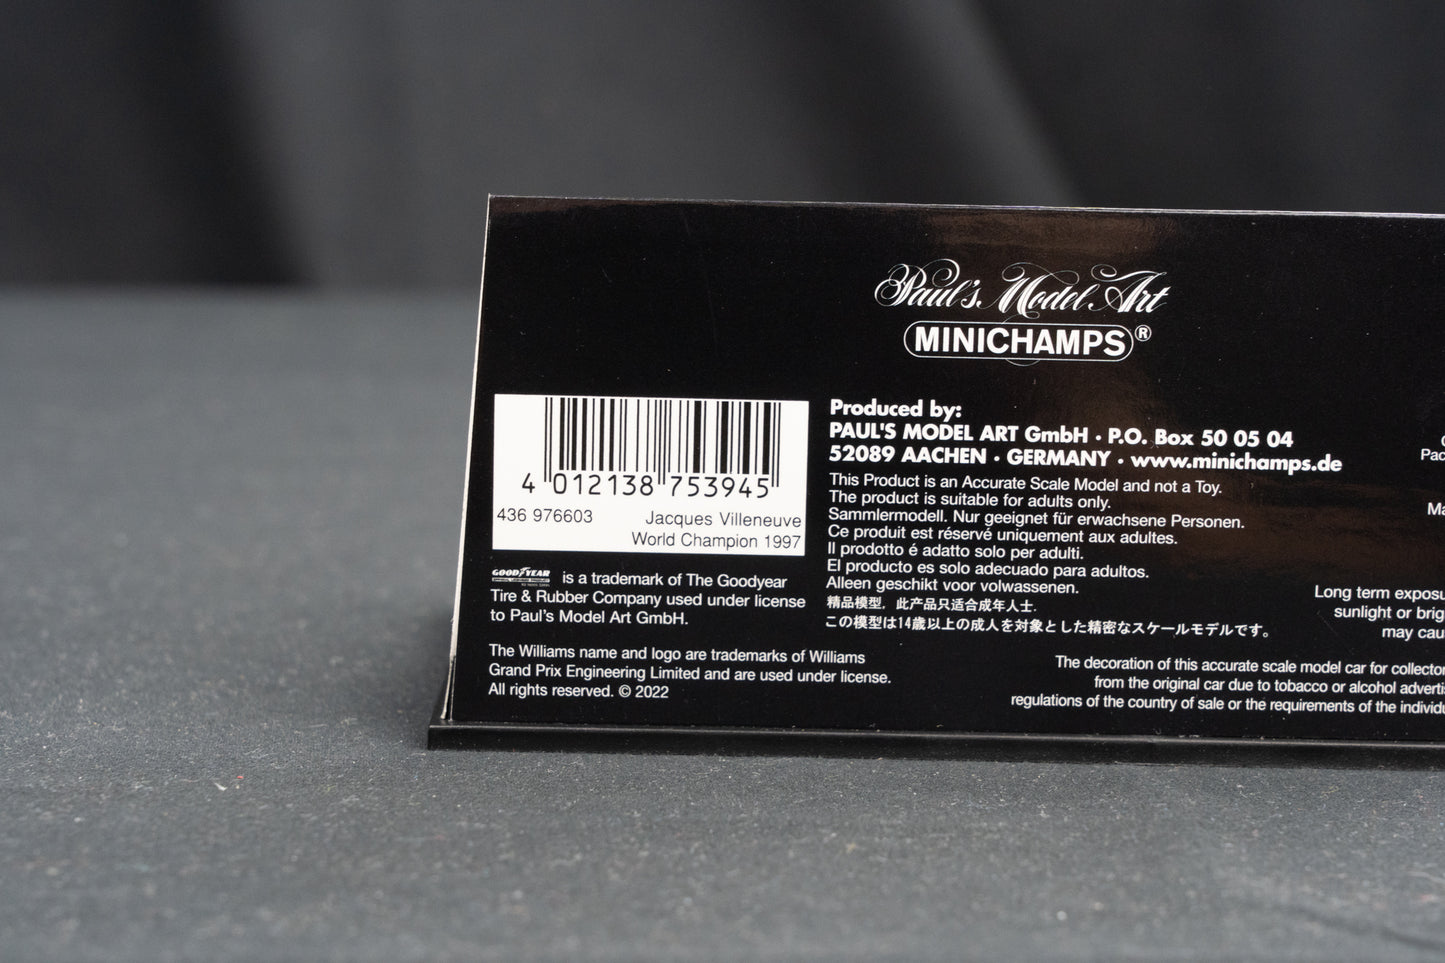 Paul's Model Art
MINICHAMPS®
4 012138 753945
436 976603 Jacques Villeneuve
World Champion 1997
GOODYEAR is a trademark of The Goodyear
Tire & Rubber Company used under license
to Paul's Model Art GmbH.
The Williams name and logo are trademarks of Williams
Grand Prix Engineering Limited and are used under license.
All rights reserved. © 2022
Produced by:
PAUL'S MODEL ART GmbH · P.O. Box 50 05 04
52089 AACHEN · GERMANY · www.minichamps.de
This Product is an Accurate Scale Model and not a Toy.
The product is suitable for adults only.
Sammlermodell. Nur geeignet für erwachsene Personen.
Ce produit est réservé uniquement aux adultes.
Il prodotto é adatto solo per adulti.
El producto es solo adecuado para adultos.
Alleen geschikt voor volwassenen.
精品模型, 此产品只适合成年人士.
この模型は14歳以上の成人を対象とした精密なスケールモデルです。
Long term
sunlight or
may
The decoration of this accurate scale model car for
from the original car due to tobacco or alcohol
regulations of the country of sale or the requirements of the